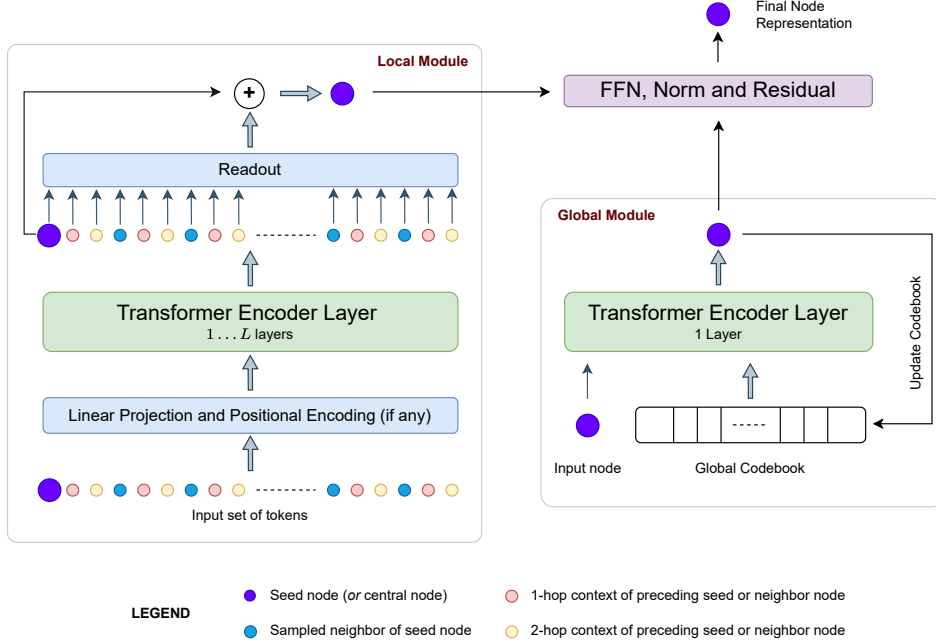 Final Node
Representation
Local Module
+
FFN, Norm and Residual
Readout
Global Module
Transformer Encoder Layer
1 . . . L layers
Transformer Encoder Layer
1 Layer
Update Codebook
Linear Projection and Positional Encoding (if any)
Input node
Global Codebook
Input set of tokens
LEGEND
Seed node (or central node)
1-hop context of preceding seed or neighbor node
Sampled neighbor of seed node
2-hop context of preceding seed or neighbor node